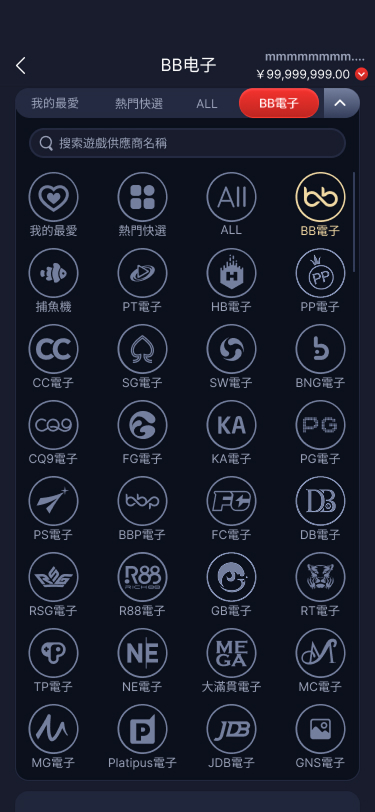 mmmmmmmm....
BB电子
￥99,999,999.00
我的最愛 熱門快選 ALL BB電子
搜索遊戲供應商名稱
All bb
我的最愛 熱門快選 ALL BB電子
H PP
捕魚機 PT電子 HB電子 PP電子
CC b
CC電子 SG電子 SW電子 BNG電子
CQ9 KA PG
CQ9電子 FG電子 KA電子 PG電子
bbp FC DB
PS電子 BBP電子 FC電子 DB電子
RSG R88 RICH88
RSG電子 R88電子 GB電子 RT電子
TP NE MEGA M
TP電子 NE電子 大滿貫電子 MC電子
M P JDB
MG電子 Platipus電子 JDB電子 GNS電子